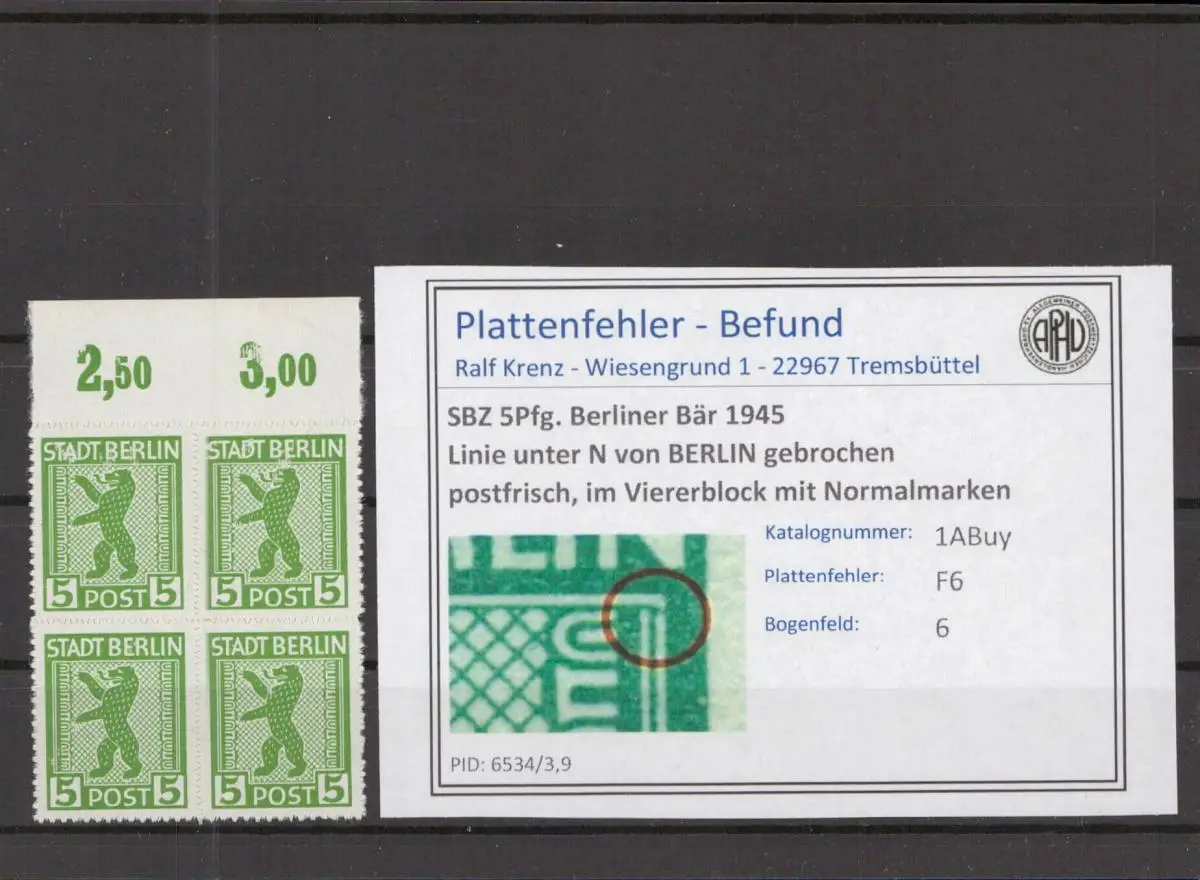 2,50 3,00
STADT BERLIN STADT BERLIN
5 POST 5 5 POST 5
STADT BERLIN STADT BERLIN
5 POST 5 5 POST 5
Plattenfehler - Befund
Ralf Krenz - Wiesengrund 1 - 22967 Tremsbüttel
APHV
SBZ 5Pfg. Berliner Bär 1945
Linie unter N von BERLIN gebrochen
postfrisch, im Viererblock mit Normalmarken
RLIN
Katalognummer: 1ABuy
Plattenfehler: F6
Bogenfeld: 6
PID: 6534/3,9